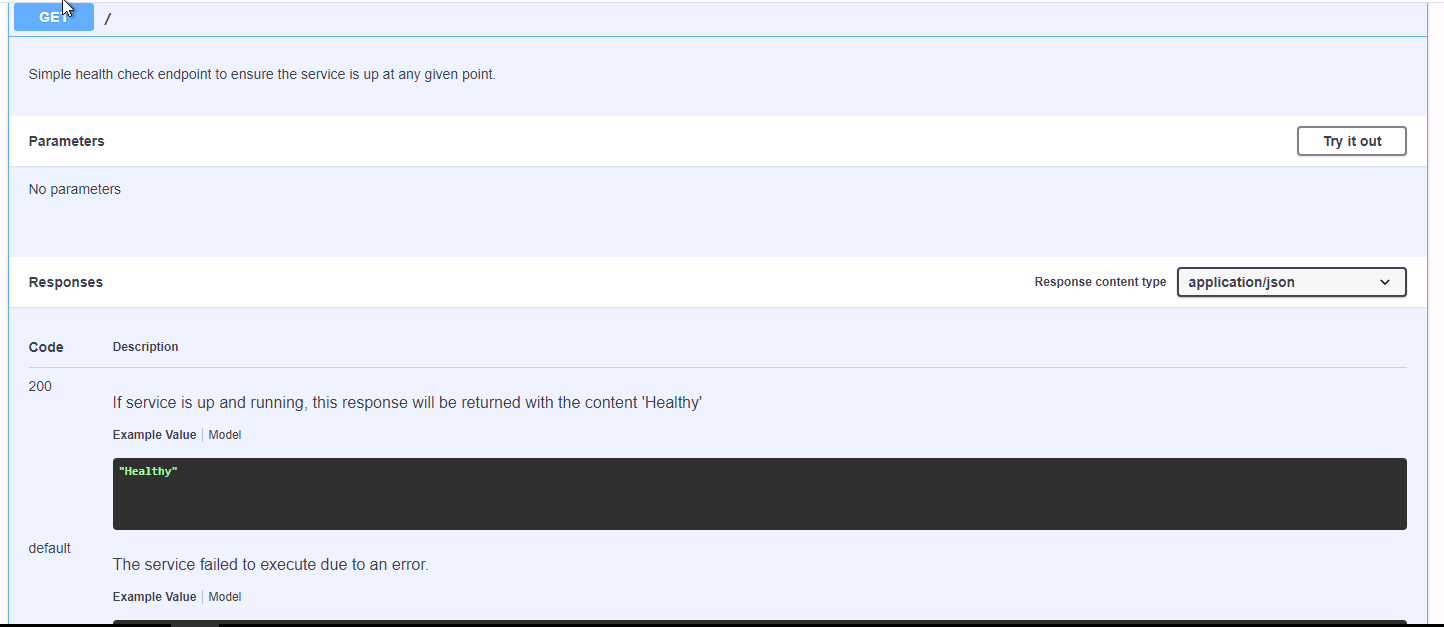 GET /
Simple health check endpoint to ensure the service is up at any given point.
Parameters Try it out
No parameters
Responses Response content type application/json
Code Description
200
If service is up and running, this response will be returned with the content 'Healthy'
Example Value Model
"Healthy"
default
The service failed to execute due to an error.
Example Value Model